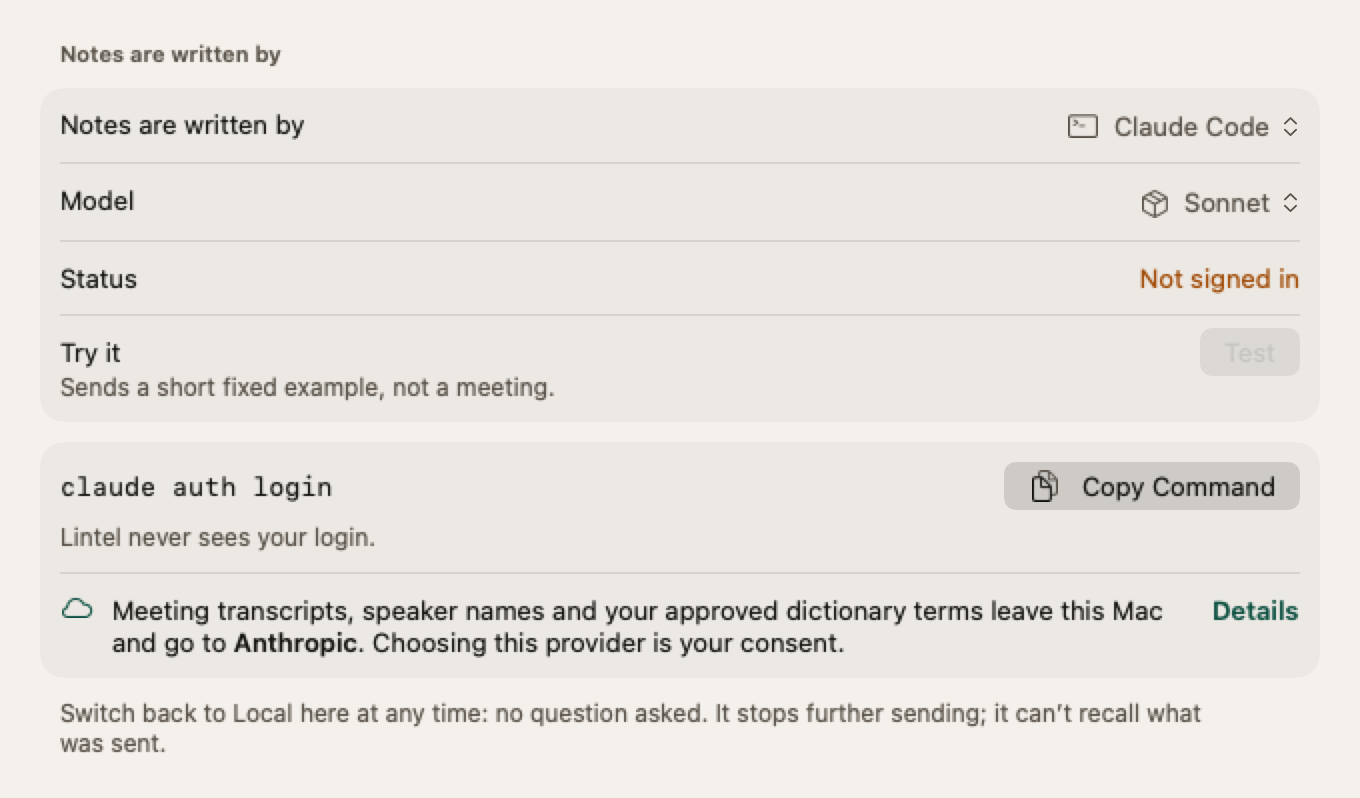 Notes are written by
Notes are written by
Claude Code
Model
Sonnet
Status
Not signed in
Try it
Test
Sends a short fixed example, not a meeting.
claude auth login
Copy Command
Lintel never sees your login.
Meeting transcripts, speaker names and your approved dictionary terms leave this Mac
Details
and go to Anthropic. Choosing this provider is your consent.
Switch back to Local here at any time: no question asked. It stops further sending; it can’t recall what
was sent.